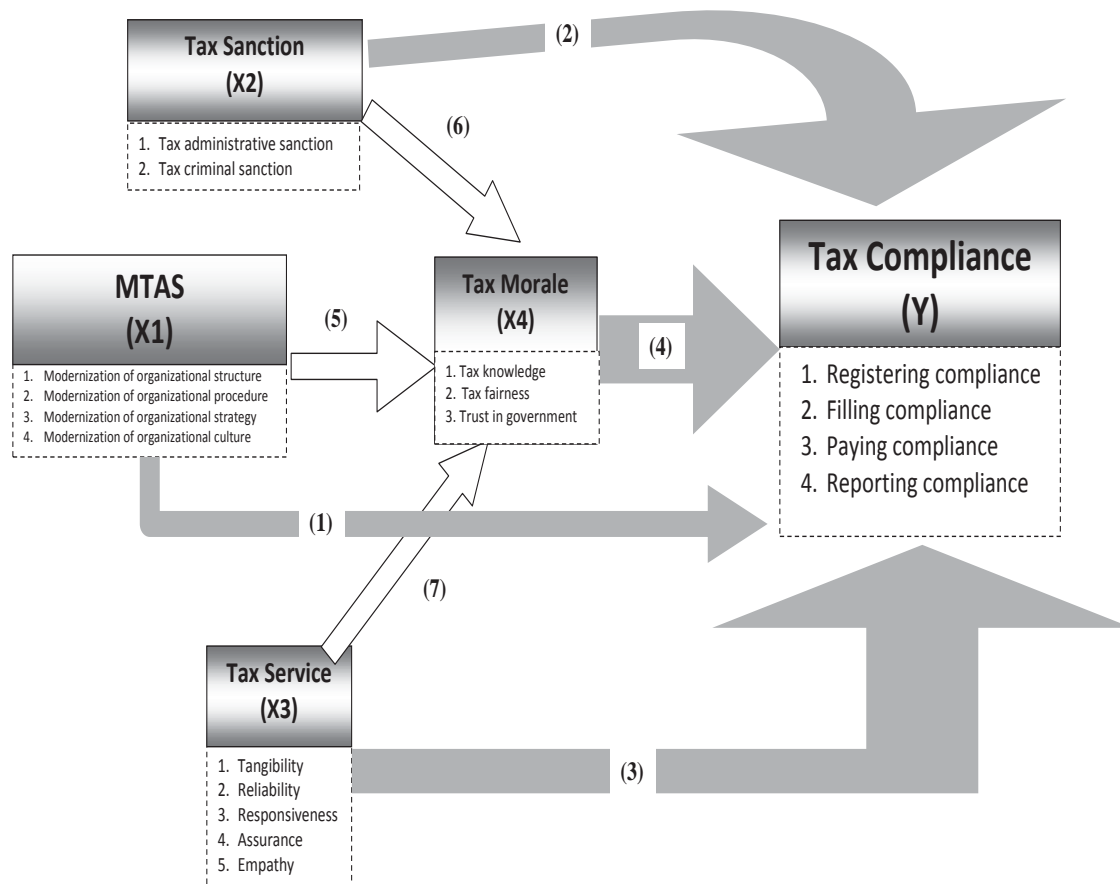 Tax Sanction
(X2)
1. Tax administrative sanction
2. Tax criminal sanction
(2)
(6)
MTAS
(X1)
1. Modernization of organizational structure
2. Modernization of organizational procedure
3. Modernization of organizational strategy
4. Modernization of organizational culture
(5)
Tax Morale
(X4)
1. Tax knowledge
2. Tax fairness
3. Trust in government
(4)
Tax Compliance
(Y)
1. Registering compliance
2. Filling compliance
3. Paying compliance
4. Reporting compliance
(1)
(7)
Tax Service
(X3)
1. Tangibility
2. Reliability
3. Responsiveness
4. Assurance
5. Empathy
(3)